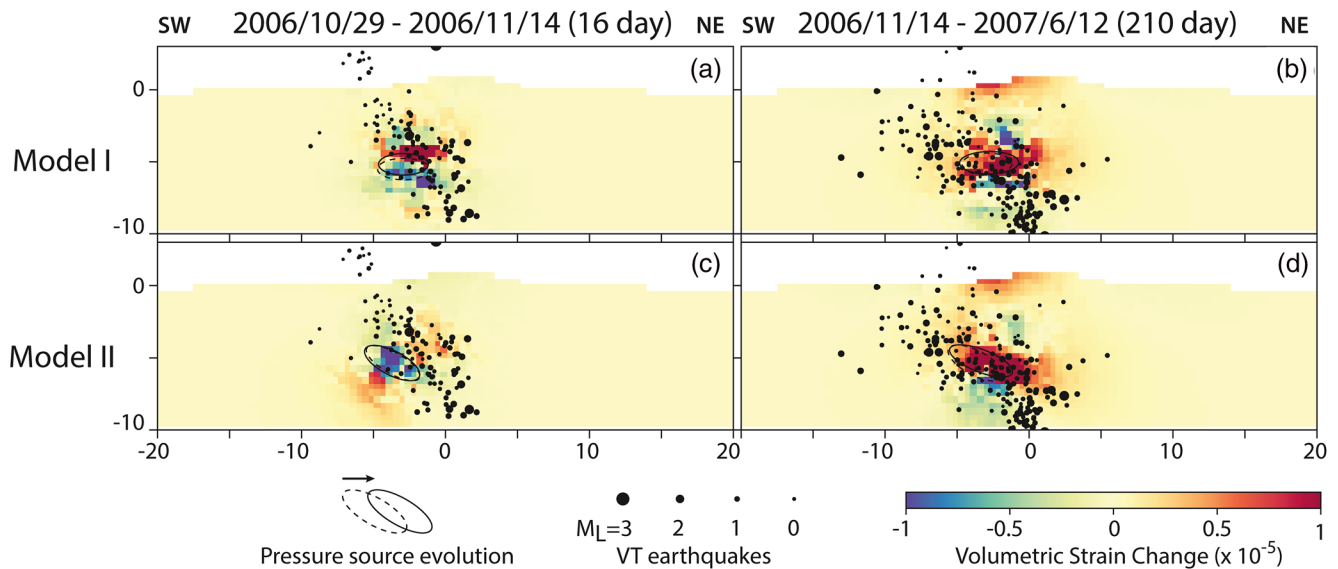 SW 2006/10/29 - 2006/11/14 (16 day) NE SW 2006/11/14 - 2007/6/12 (210 day) NE
(a) (b)
0
Model I
-10
(c) (d)
0
Model II
-10
-20 -10 0 10 20 -10 0 10 20
M_L=3 2 1 0
-1 -0.5 0 0.5 1
Pressure source evolution VT earthquakes Volumetric Strain Change (x 10⁻⁵)